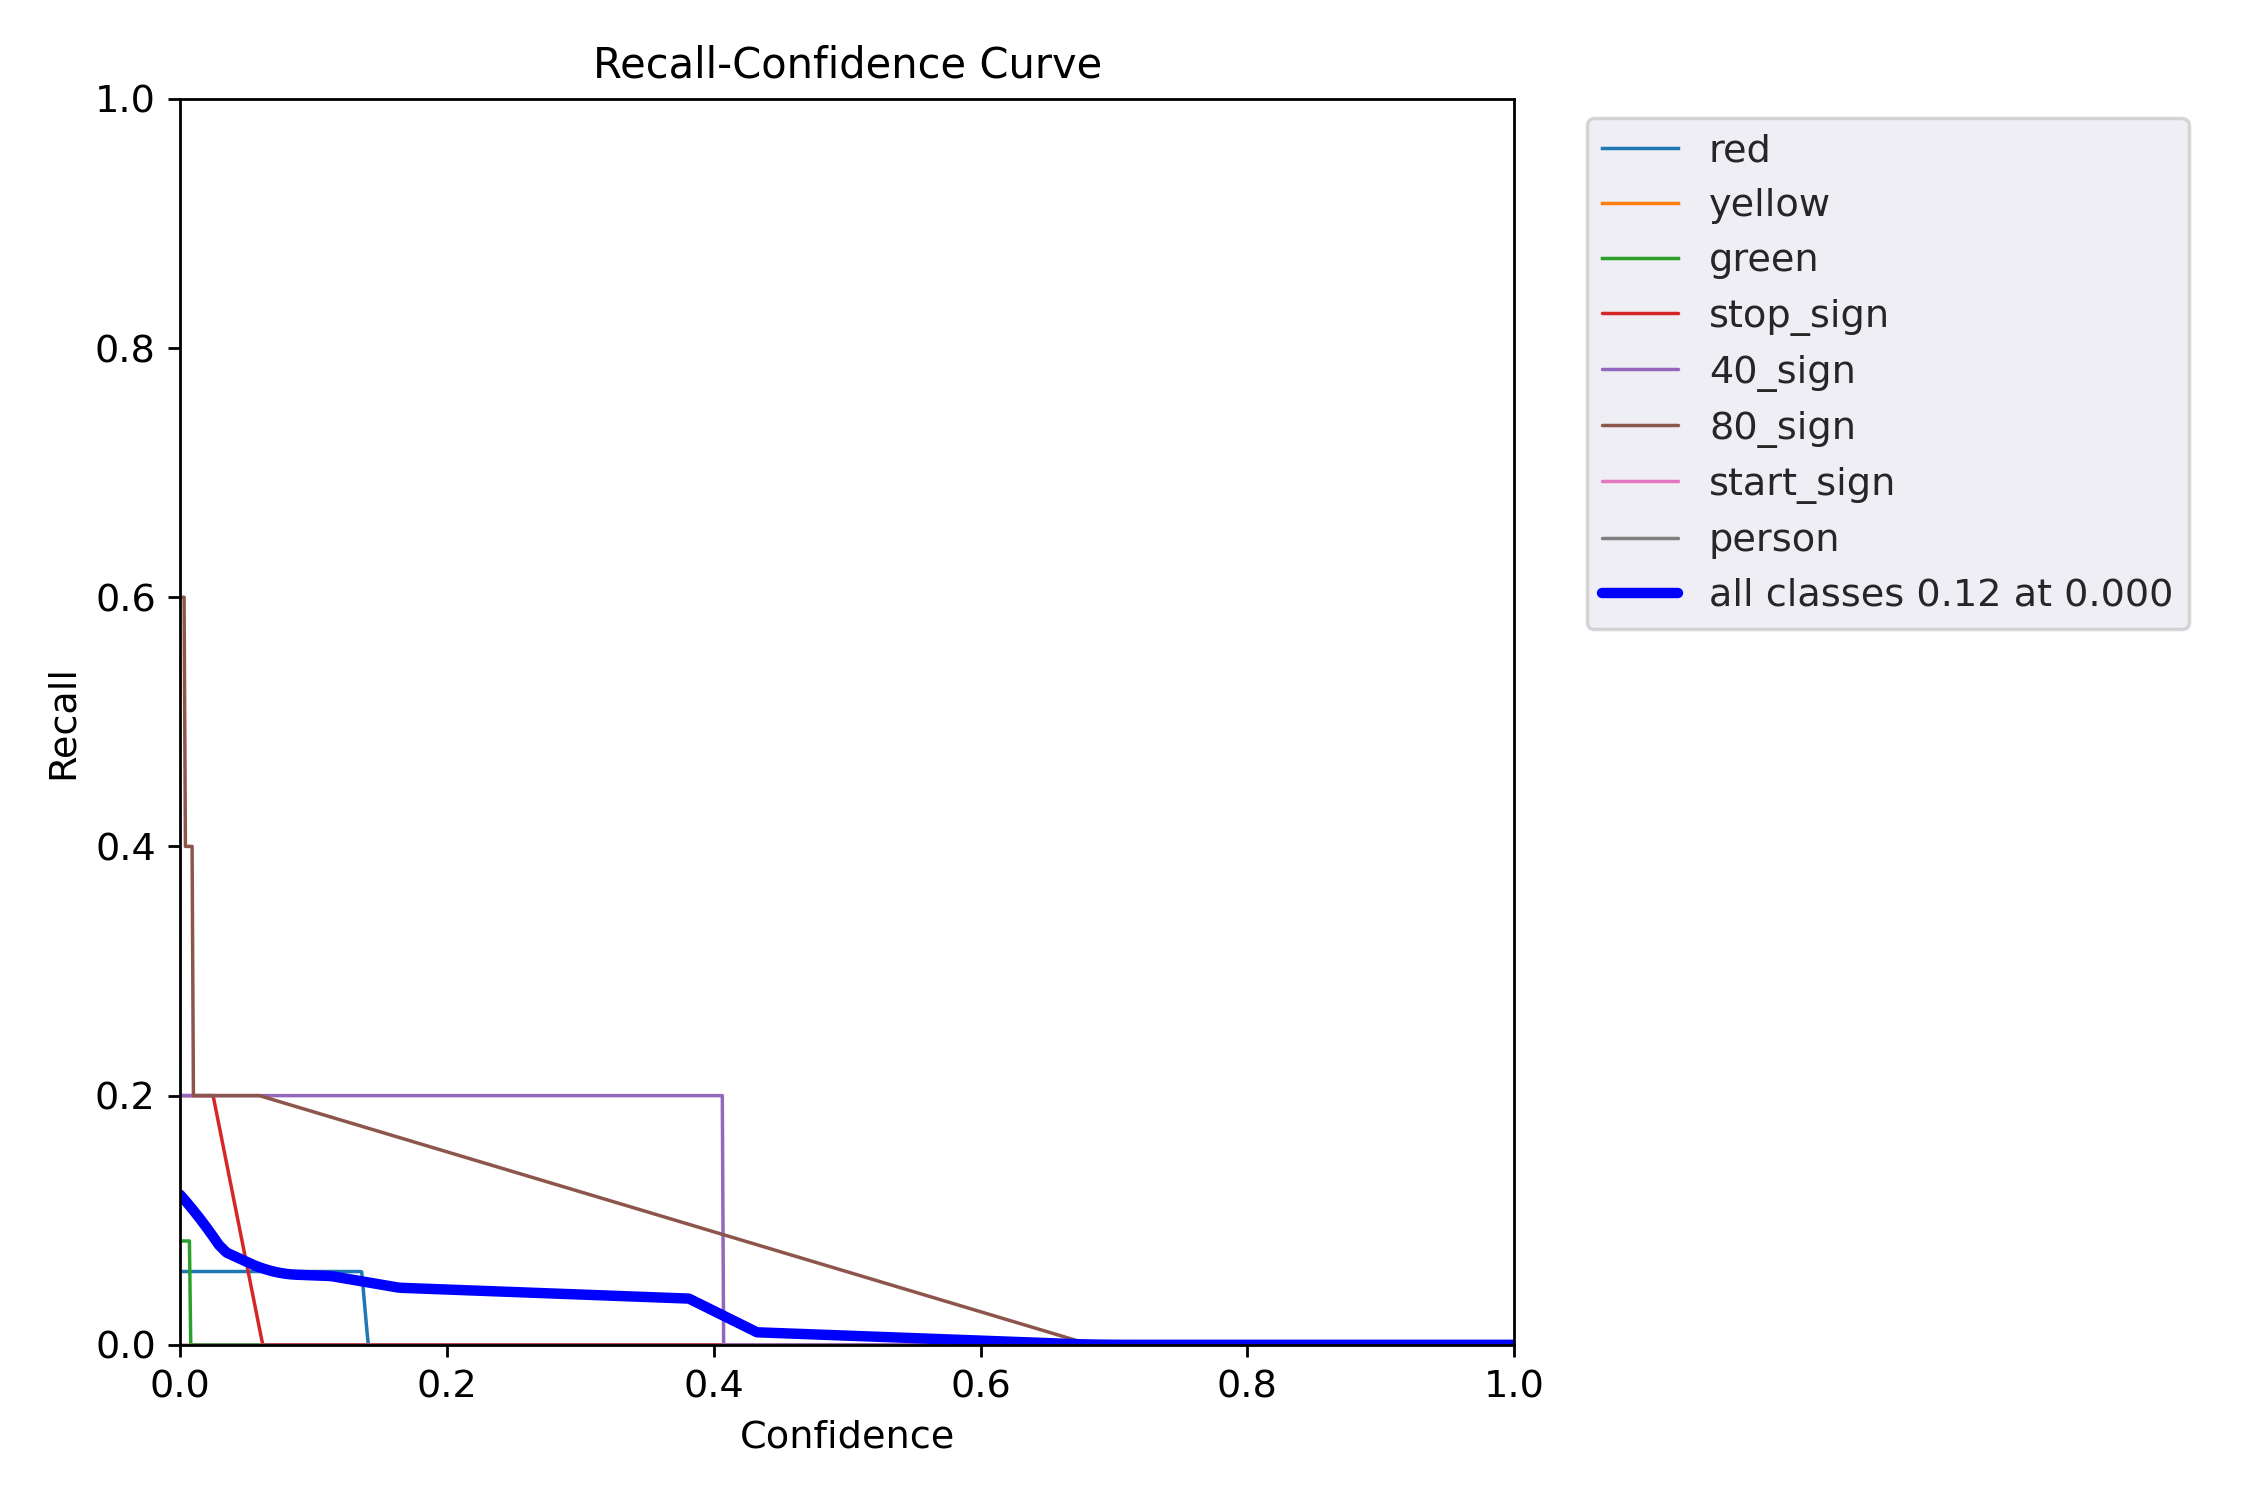 Recall-Confidence Curve
1.0
0.8
0.6
0.4
0.2
0.0
Recall
0.0 0.2 0.4 0.6 0.8 1.0
Confidence
red
yellow
green
stop_sign
40_sign
80_sign
start_sign
person
all classes 0.12 at 0.000